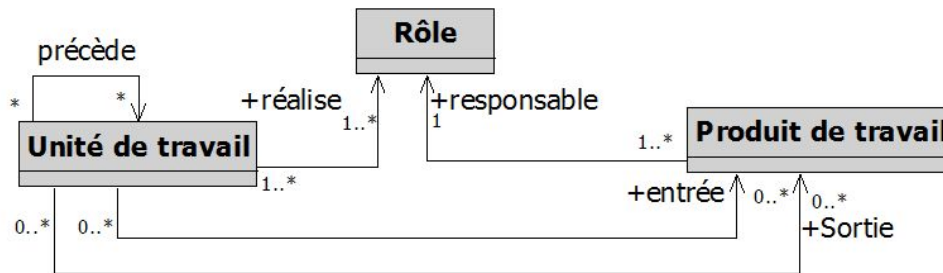 Rôle
précède
*
*
+réalise
1..*
+responsable
1
Unité de travail
1..*
Produit de travail
1..*
+entrée
0..*
0..*
0..*
0..*
+Sortie